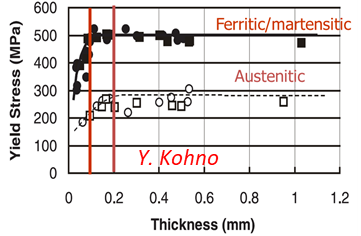 600
Ferritic/martensitic
500
400
Austenitic
300
200
100
Y. Kohno
0
0 0.2 0.4 0.6 0.8 1 1.2
Yield Stress (MPa)
Thickness (mm)